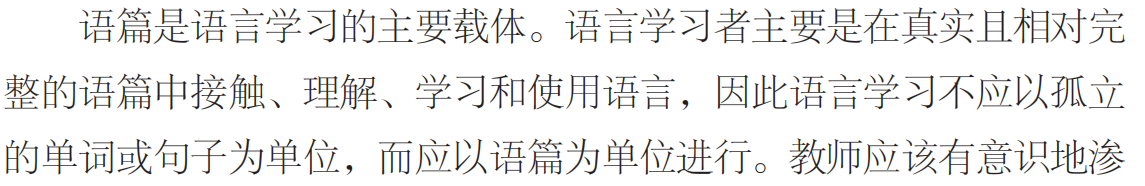 语篇是语言学习的主要载体。语言学习者主要是在真实且相对完
整的语篇中接触、理解、学习和使用语言，因此语言学习不应以孤立
的单词或句子为单位，而应以语篇为单位进行。教师应该有意识地渗